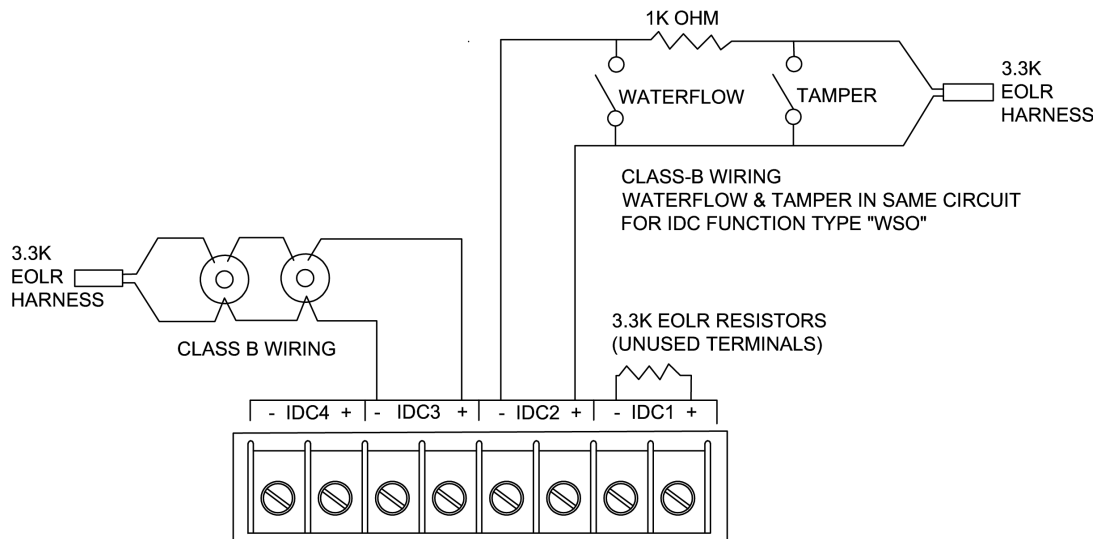 1K OHM
WATERFLOW
TAMPER
3.3K
EOLR
HARNESS
CLASS-B WIRING
WATERFLOW & TAMPER IN SAME CIRCUIT
FOR IDC FUNCTION TYPE "WSO"
3.3K
EOLR
HARNESS
CLASS B WIRING
3.3K EOLR RESISTORS
(UNUSED TERMINALS)
- IDC4 + - IDC3 + - IDC2 + - IDC1 +